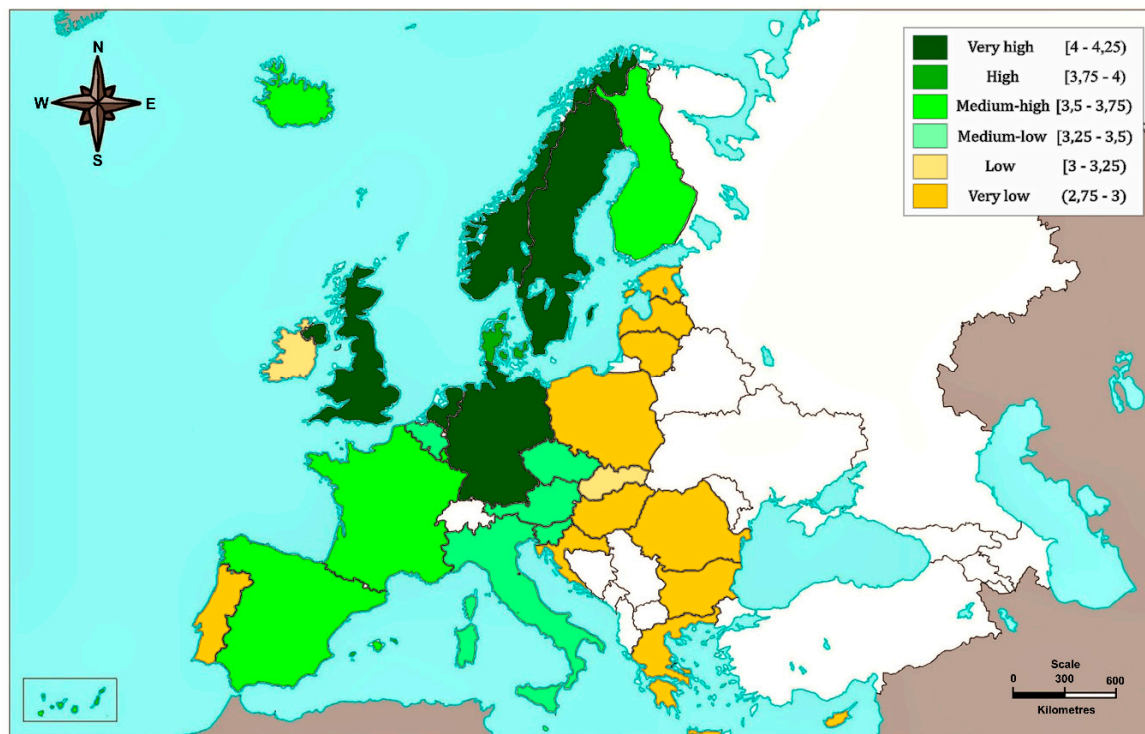 N
W E
S
Very high [4 - 4,25)
High [3,75 - 4)
Medium-high [3,5 - 3,75)
Medium-low [3,25 - 3,5)
Low [3 - 3,25)
Very low (2,75 - 3)
Scale
0 300 600
Kilometres